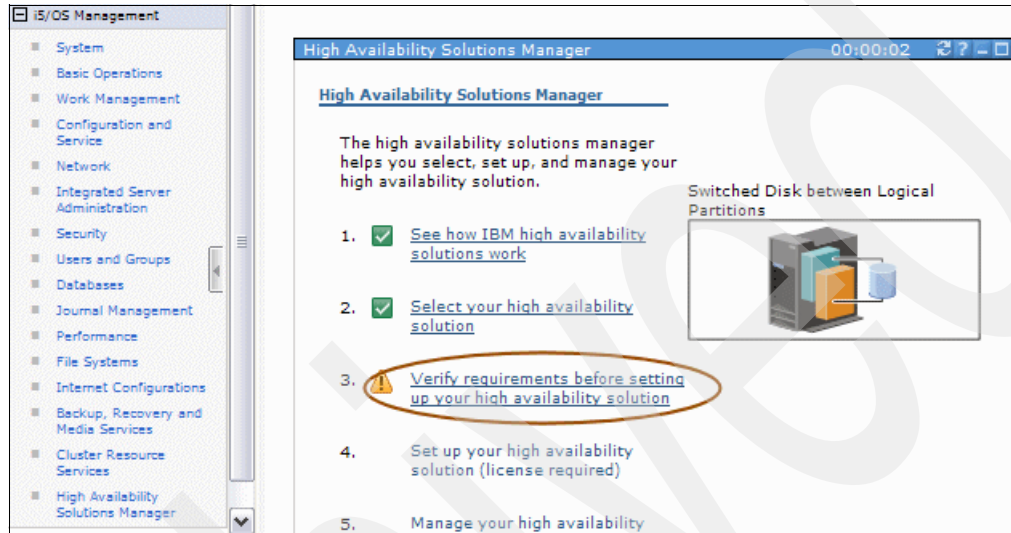 i5/OS Management
System
Basic Operations
Work Management
Configuration and
Service
Network
Integrated Server
Administration
Security
Users and Groups
Databases
Journal Management
Performance
File Systems
Internet Configurations
Backup, Recovery and
Media Services
Cluster Resource
Services
High Availability
Solutions Manager
High Availability Solutions Manager 00:00:02
High Availability Solutions Manager
The high availability solutions manager
helps you select, set up, and manage your
high availability solution.
Switched Disk between Logical
Partitions
1. See how IBM high availability
solutions work
2. Select your high availability
solution
3. Verify requirements before setting
up your high availability solution
4. Set up your high availability
solution (license required)
5. Manage your high availability